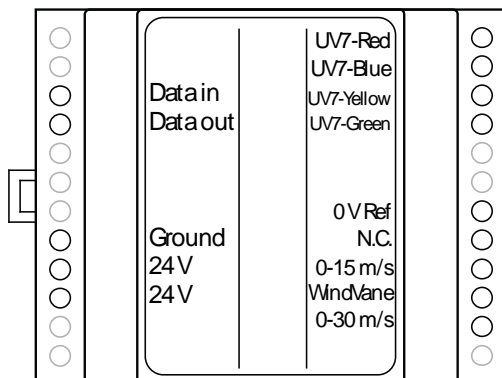 Data in
Data out
Ground
24 V
24 V
UV7-Red
UV7-Blue
UV7-Yellow
UV7-Green
0 V Ref
N.C.
0-15 m/s
WindVane
0-30 m/s